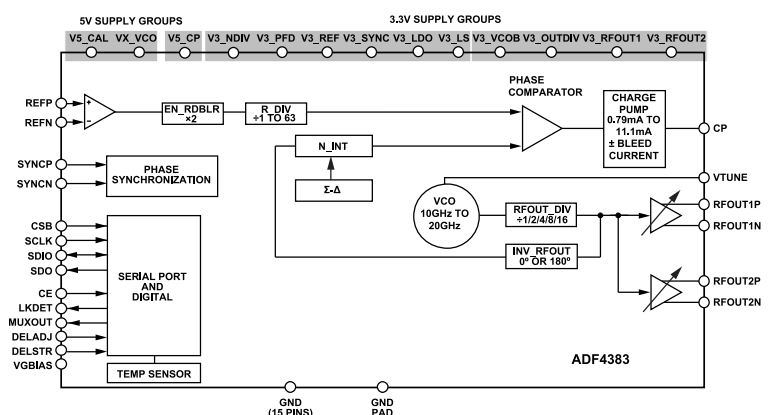 5V SUPPLY GROUPS
3.3V SUPPLY GROUPS
V5_CAL VX_VCO V5_CP V3_NDIV V3_PFD V3_REF V3_SYNC V3_LDO V3_LS V3_VCOB V3_OUTDIV V3_RFOUT1 V3_RFOUT2
REFP
REFN
+
−
EN_RDBLR
×2
R_DIV
÷1 TO 63
PHASE
COMPARATOR
CHARGE
PUMP
0.79mA TO
11.1mA
± BLEED
CURRENT
CP
N_INT
Σ-Δ
SYNCP
SYNCN
PHASE
SYNCHRONIZATION
VTUNE
VCO
10GHz TO
20GHz
RFOUT_DIV
÷1/2/4/8/16
INV_RFOUT
0º OR 180º
RFOUT1P
RFOUT1N
RFOUT2P
RFOUT2N
CSB
SCLK
SDIO
SDO
CE
LKDET
MUXOUT
DELADJ
DELSTR
VGBIAS
SERIAL PORT
AND
DIGITAL
TEMP SENSOR
ADF4383
GND
(15 PINS)
GND
PAD